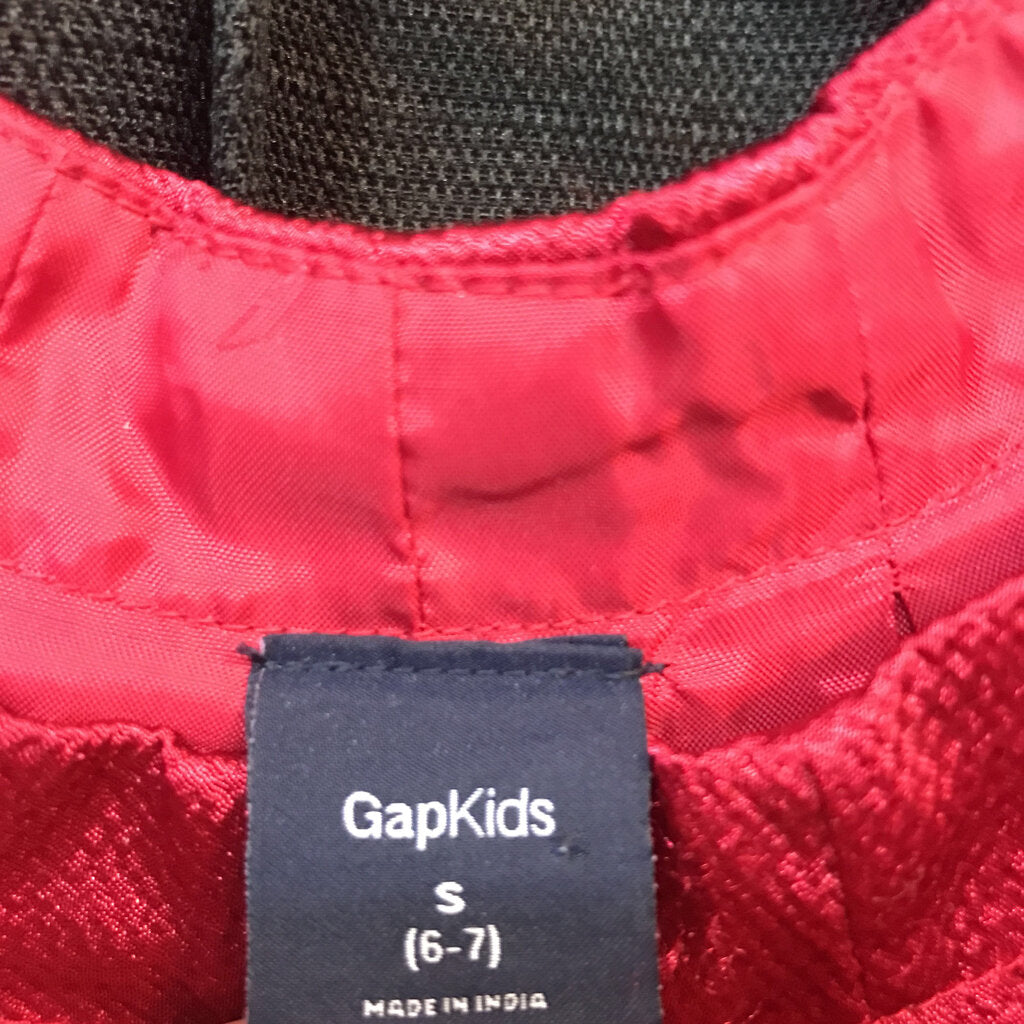 GapKids
S
(6-7)
MADE IN INDIA